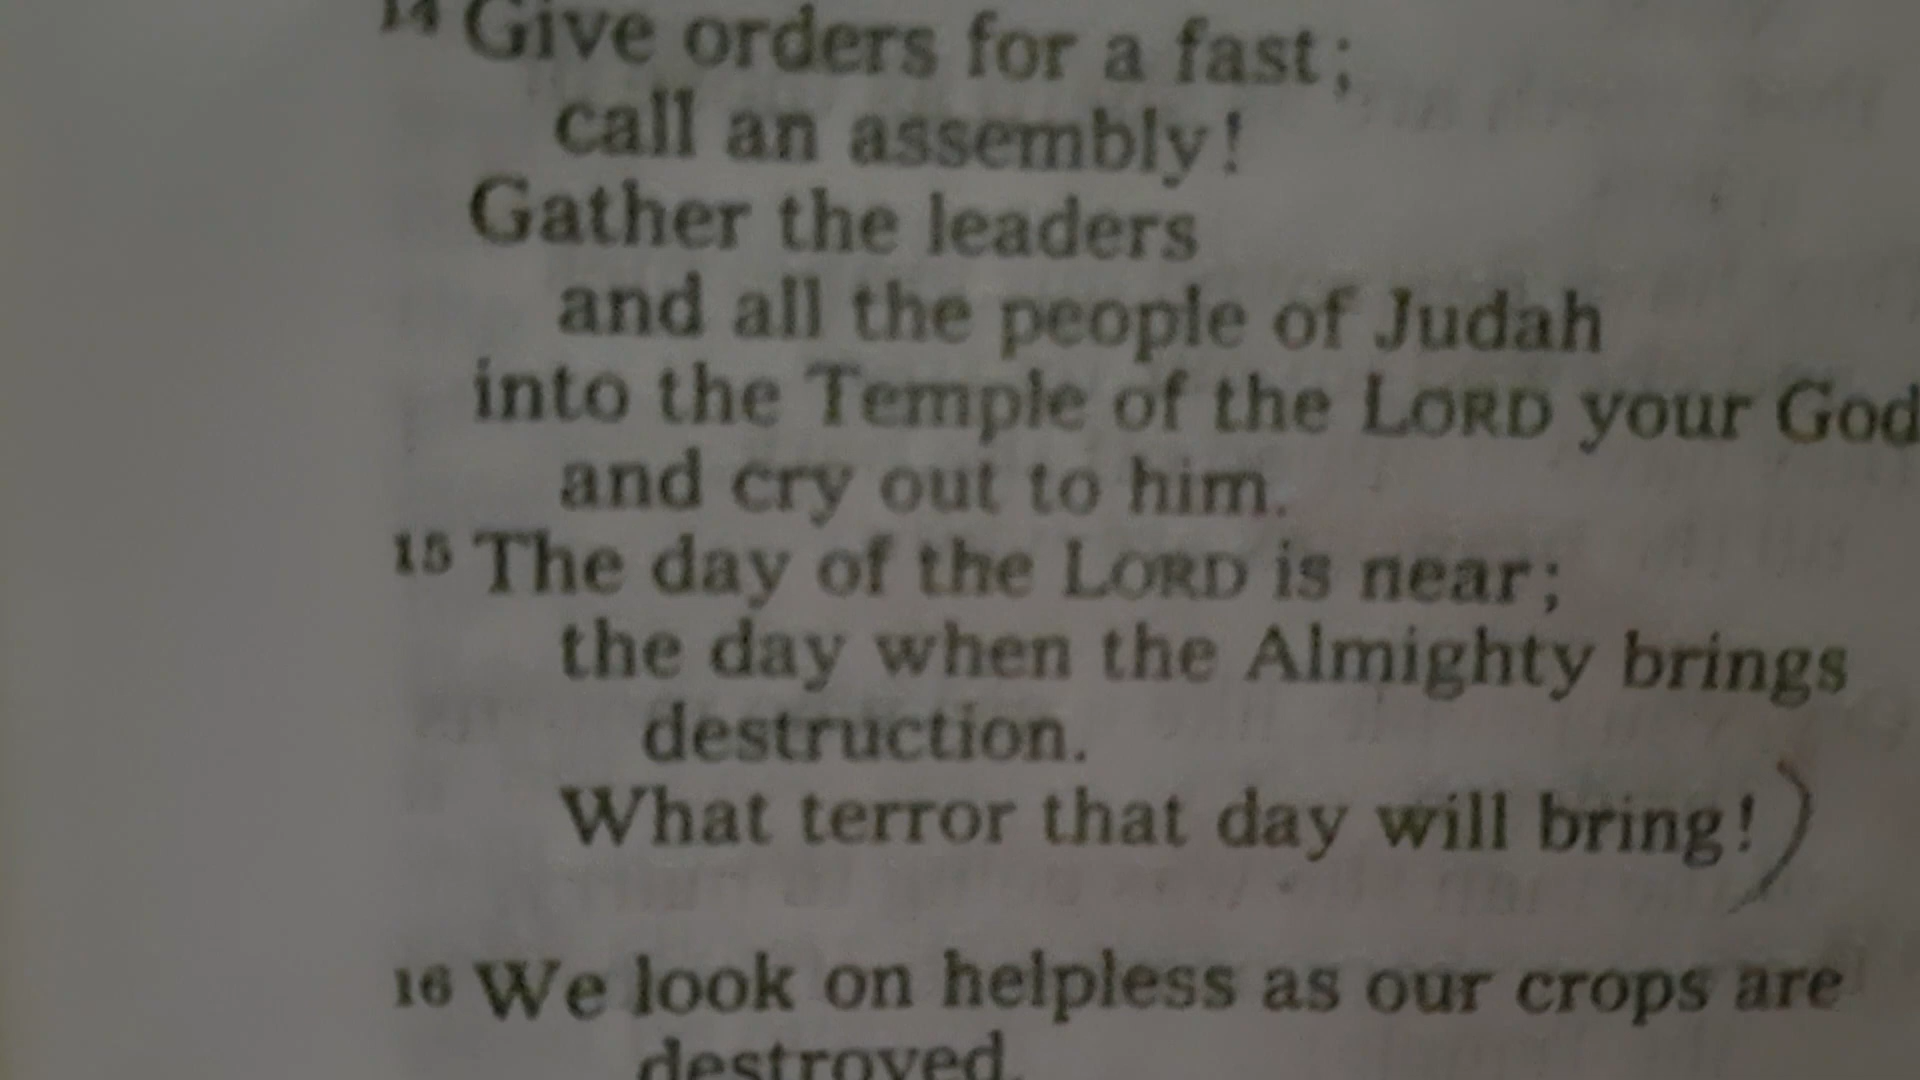 14 Give orders for a fast;
call an assembly!
Gather the leaders
and all the people of Judah
into the Temple of the LORD your God
and cry out to him.
15 The day of the LORD is near;
the day when the Almighty brings
destruction.
What terror that day will bring!)
16 We look on helpless as our crops are
destroyed.